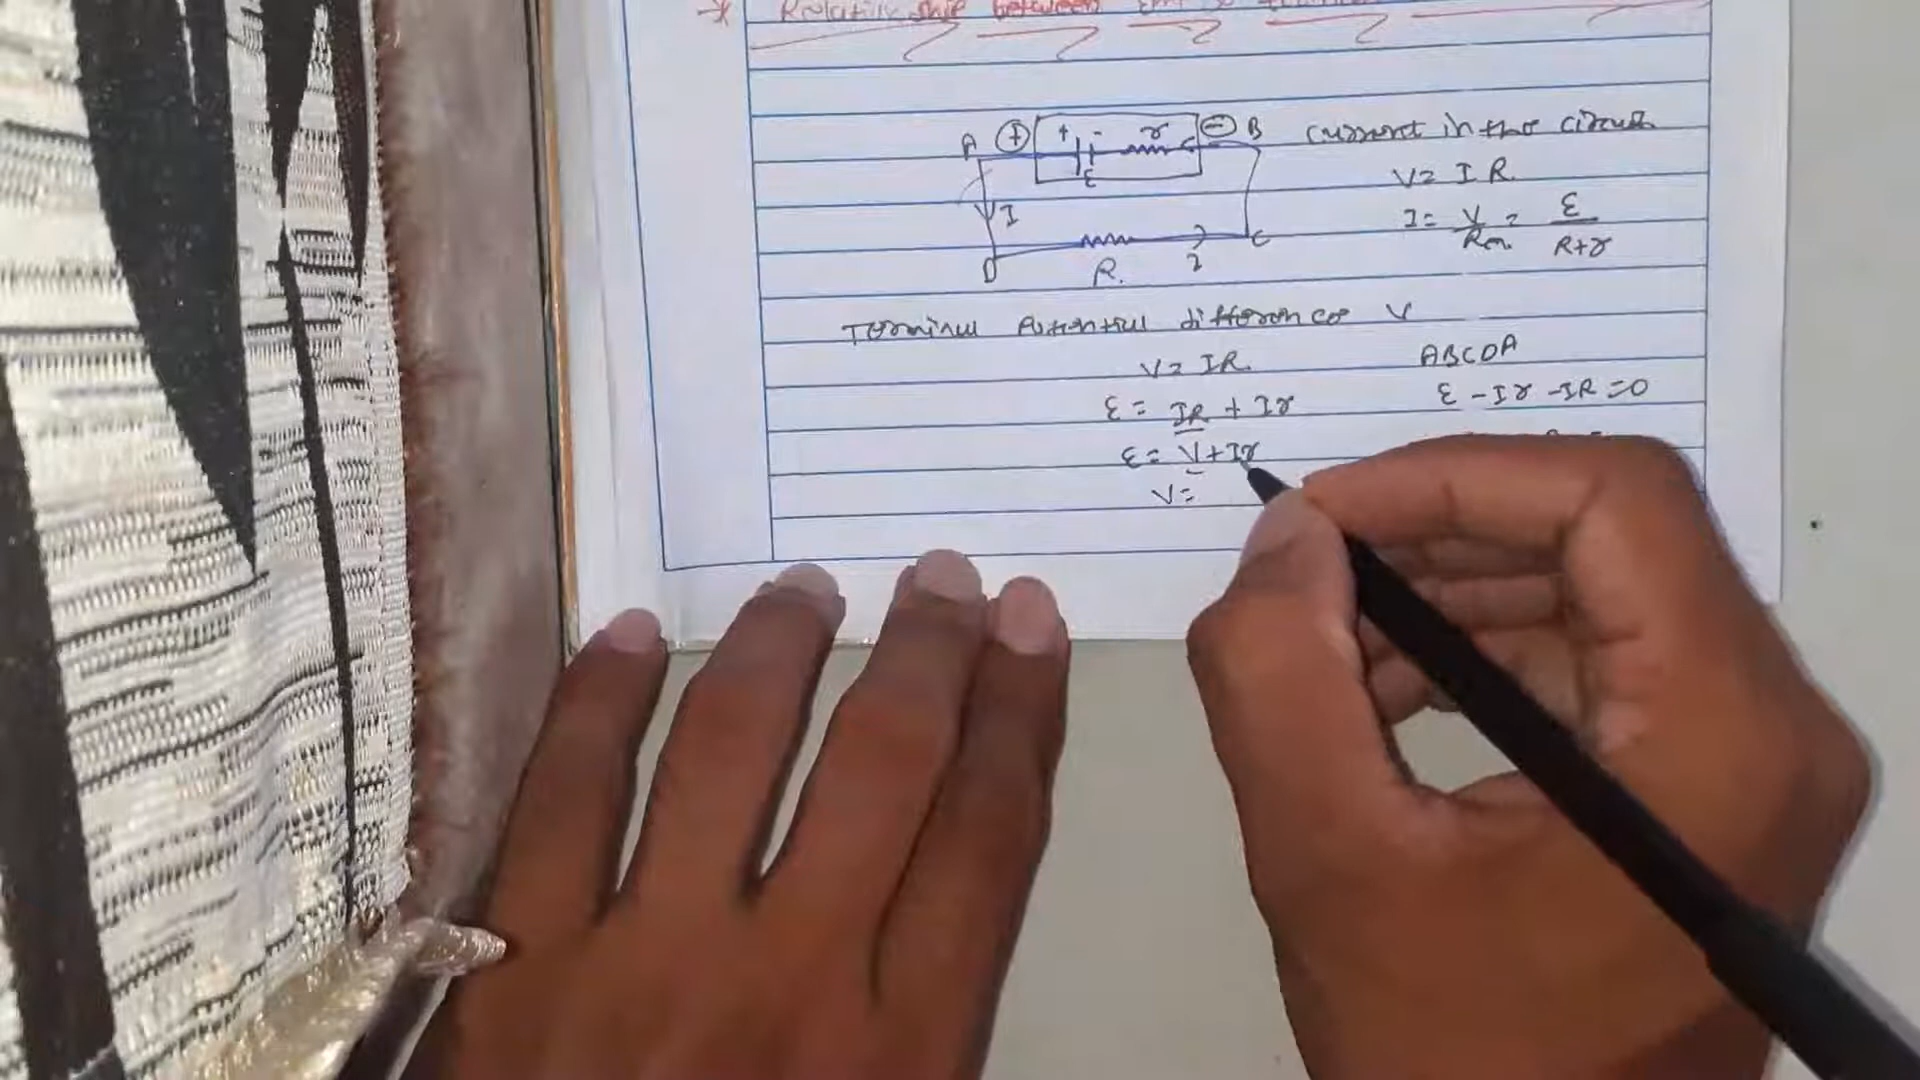 * Relationship between EMF &
A + + - r - B Current in the circuit
ε
V = IR
I
I = V/Req = ε/R+r
D R. I C
Terminal Potential difference V
V = IR ABCDA
ε = IR + Ir ε - Ir - IR = 0
ε = V + Ir
V =